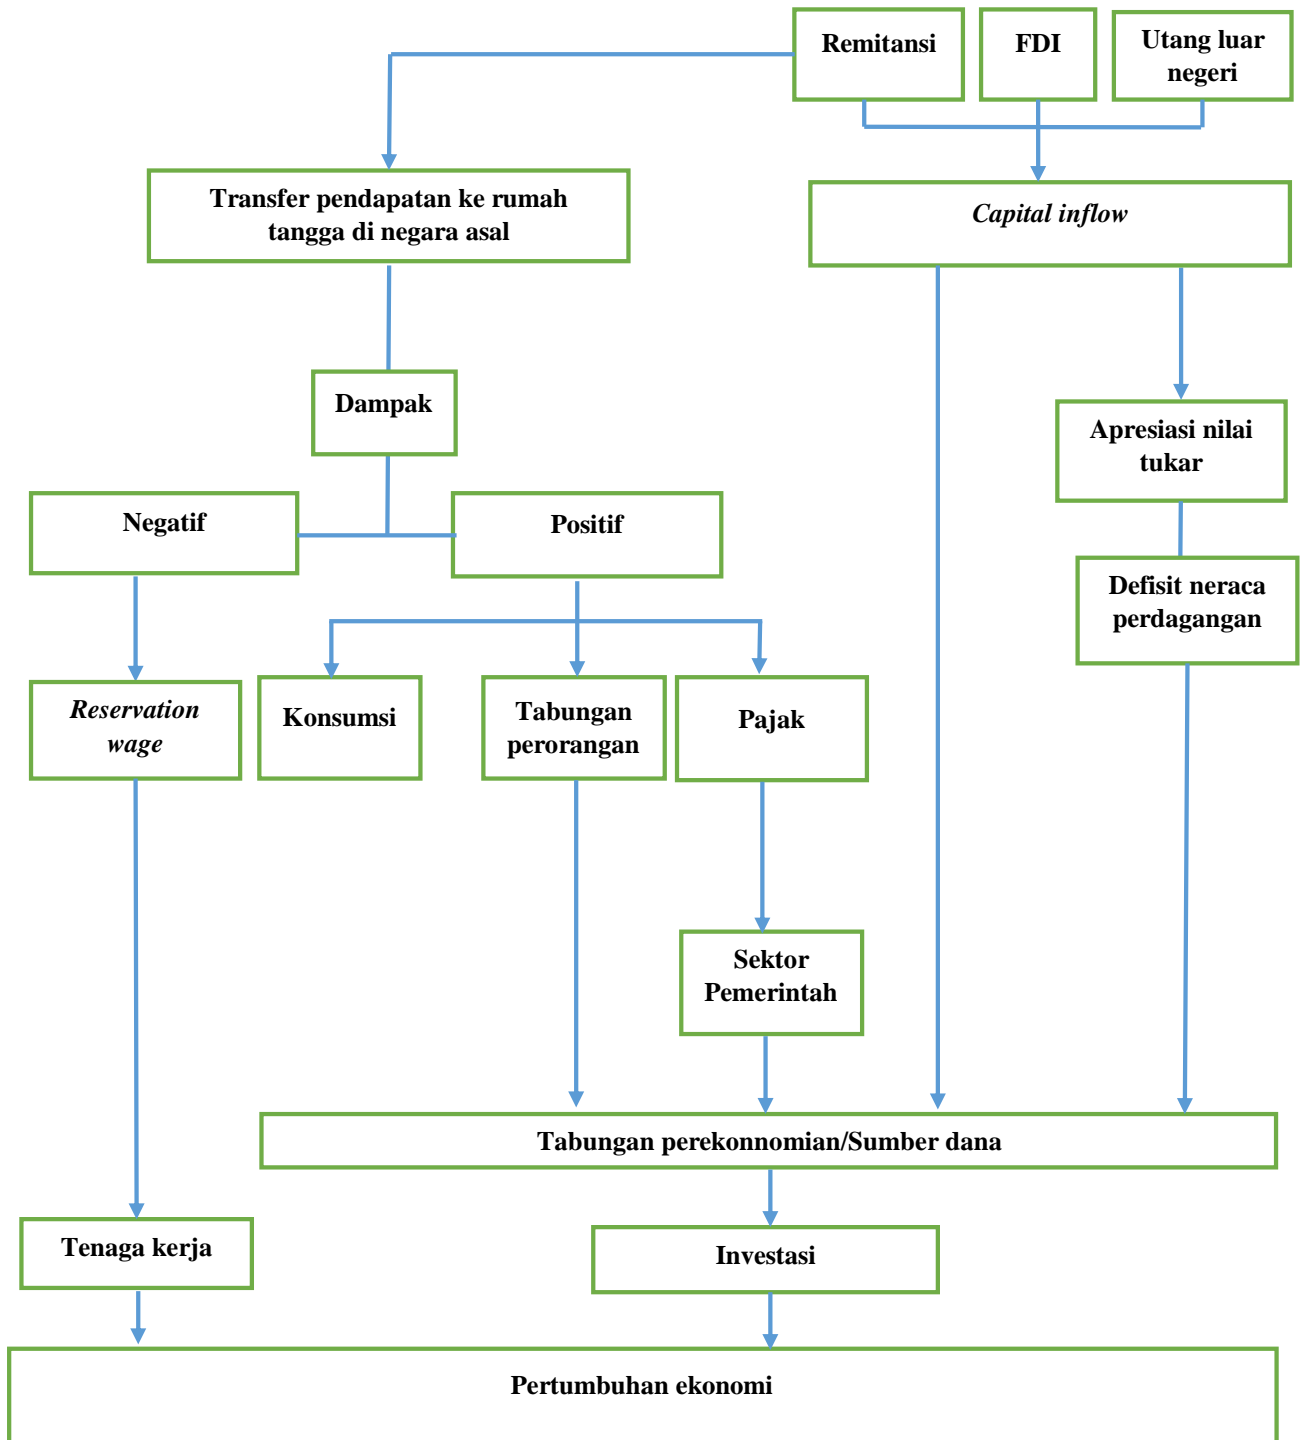 Remitansi
FDI
Utang luar
negeri
Transfer pendapatan ke rumah
tangga di negara asal
Capital inflow
Dampak
Apresiasi nilai
tukar
Negatif
Positif
Defisit neraca
perdagangan
Reservation
wage
Konsumsi
Tabungan
perorangan
Pajak
Sektor
Pemerintah
Tabungan perekonnomian/Sumber dana
Tenaga kerja
Investasi
Pertumbuhan ekonomi